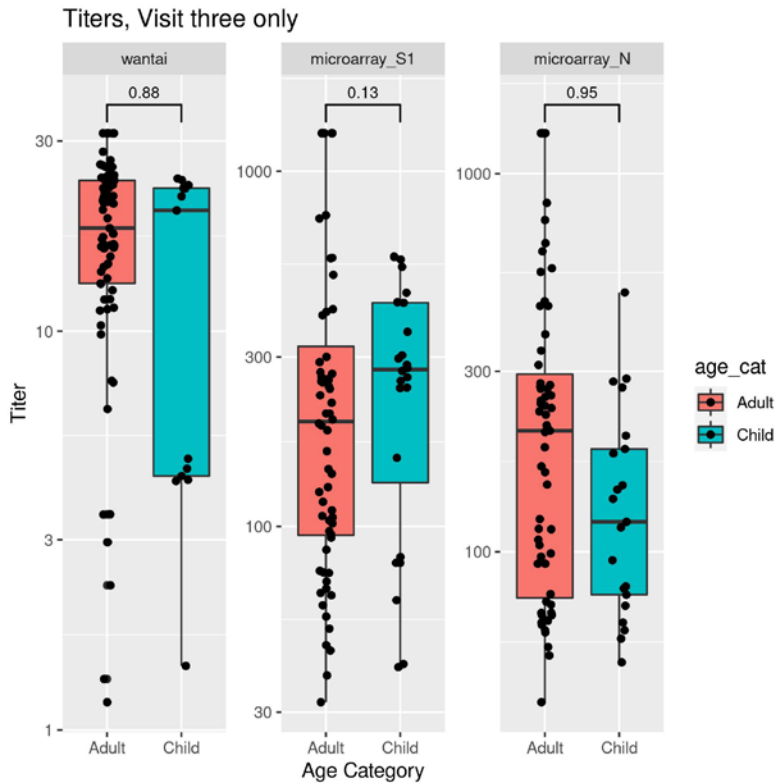 Titers, Visit three only
wantai
microarray_S1
microarray_N
0.88
0.13
0.95
30
10
3
1
1000
300
100
30
1000
300
100
Titer
Adult
Child
Adult
Child
Adult
Child
Age Category
age_cat
Adult
Child